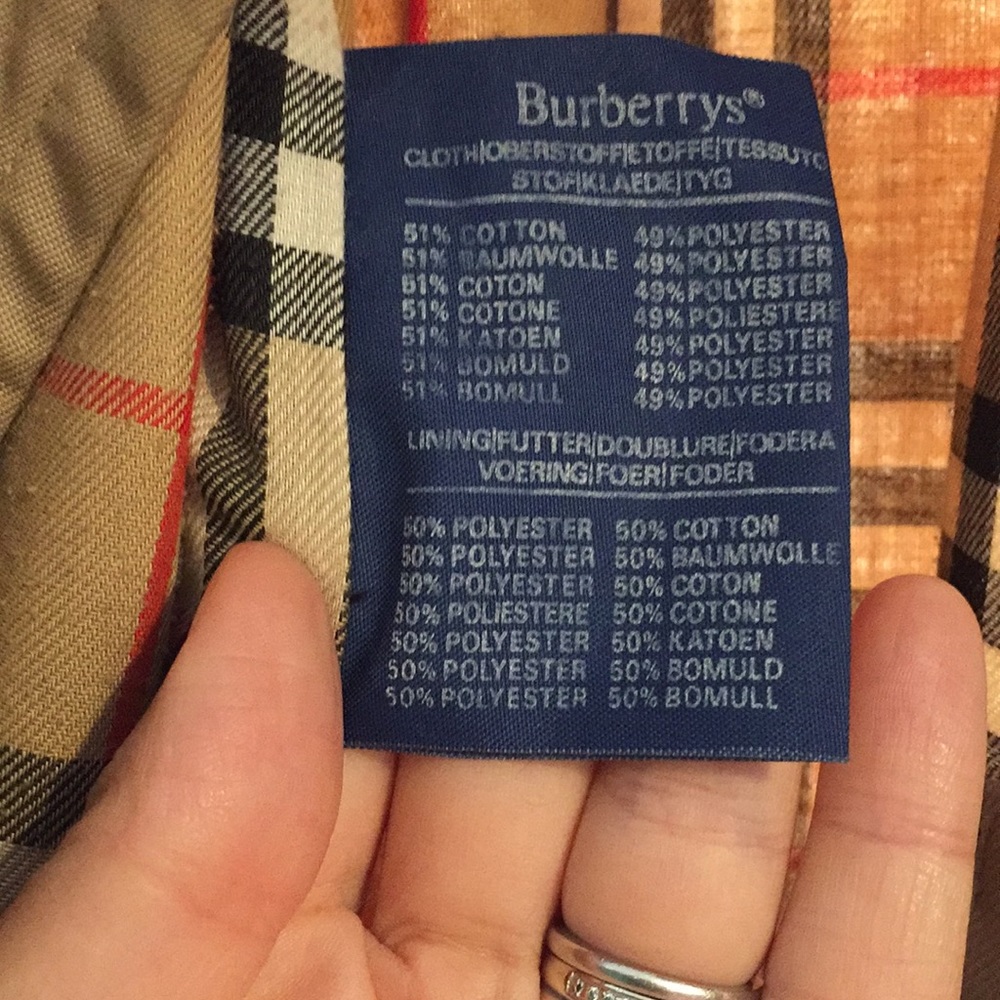 Burberrys®
CLOTH|OBERSTOFF|ETOFFE|TESSUTO
STOF|KLAEDE|TYG
51% COTTON 49% POLYESTER
51% BAUMWOLLE 49% POLYESTER
51% COTON 49% POLYESTER
51% COTONE 49% POLIESTERE
51% KATOEN 49% POLYESTER
51% BOMULD 49% POLYESTER
51% BOMULL 49% POLYESTER
LINING|FUTTER|DOUBLURE|FODERA
VOERING|FOER|FODER
50% POLYESTER 50% COTTON
50% POLYESTER 50% BAUMWOLLE
50% POLYESTER 50% COTON
50% POLIESTERE 50% COTONE
50% POLYESTER 50% KATOEN
50% POLYESTER 50% BOMULD
50% POLYESTER 50% BOMULL